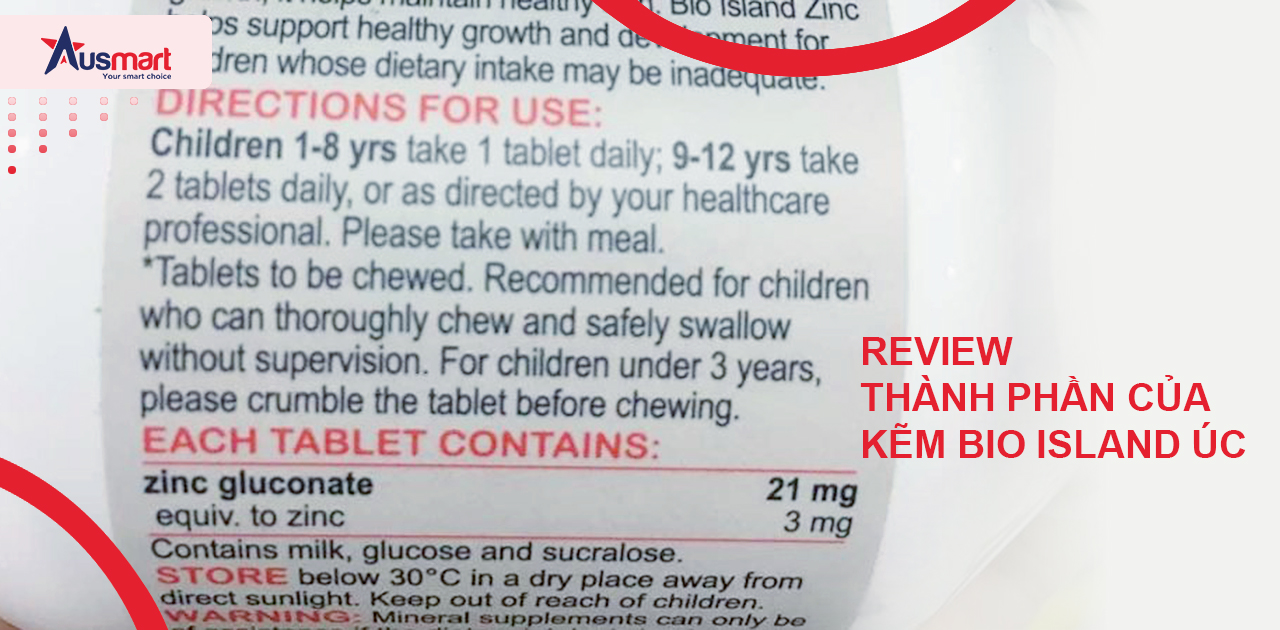 Ausmart
Your smart choice
healthy
Bio Island Zinc
support healthy growth and
for
whose dietary intake may be inadequate.
DIRECTIONS FOR USE:
Children 1-8 yrs take 1 tablet daily; 9-12 yrs take
2 tablets daily, or as directed by your healthcare
professional. Please take with meal.
*Tablets to be chewed. Recommended for children
who can thoroughly chew and safely swallow
without supervision. For children under 3 years,
please crumble the tablet before chewing.
EACH TABLET CONTAINS:
zinc gluconate 21 mg
equiv. to zinc 3 mg
Contains milk, glucose and sucralose.
STORE below 30°C in a dry place away from
direct sunlight. Keep out of reach of children.
WARNING: Mineral supplements can only be
REVIEW
THÀNH PHẦN CỦA
KẼM BIO ISLAND ÚC